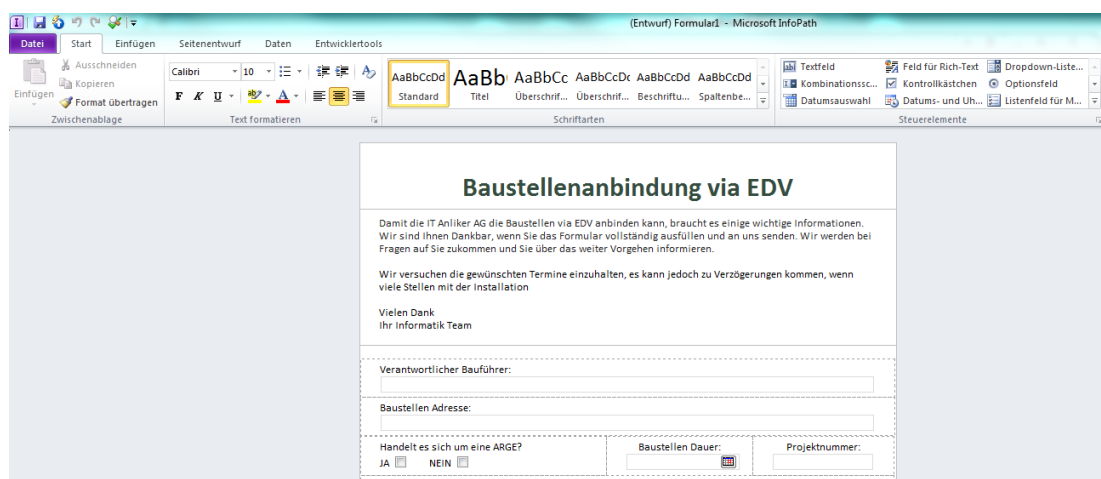 (Entwurf) Formular1 - Microsoft InfoPath
Datei Start Einfügen Seitenentwurf Daten Entwicklertools
Einfügen
Ausschneiden
Kopieren
Format übertragen
Zwischenablage
Calibri 10
F K U A
Text formatieren
AaBbCcDd AaBb AaBbCc AaBbCcDc AaBbCcDd AaBbCcDd
Standard Titel Überschrif... Überschrif... Beschriftu... Spaltenbe...
Schriftarten
Textfeld Feld für Rich-Text Dropdown-Liste...
Kombinationssc... Kontrollkästchen Optionsfeld
Datumsauswahl Datums- und Uh... Listenfeld für M...
Steuerelemente
Baustellenanbindung via EDV
Damit die IT Anliker AG die Baustellen via EDV anbinden kann, braucht es einige wichtige Informationen.
Wir sind Ihnen Dankbar, wenn Sie das Formular vollständig ausfüllen und an uns senden. Wir werden bei
Fragen auf Sie zukommen und Sie über das weiter Vorgehen informieren.
Wir versuchen die gewünschten Termine einzuhalten, es kann jedoch zu Verzögerungen kommen, wenn
viele Stellen mit der Installation
Vielen Dank
Ihr Informatik Team
Verantwortlicher Bauführer:
Baustellen Adresse:
Handelt es sich um eine ARGE? Baustellen Dauer: Projektnummer:
JA NEIN